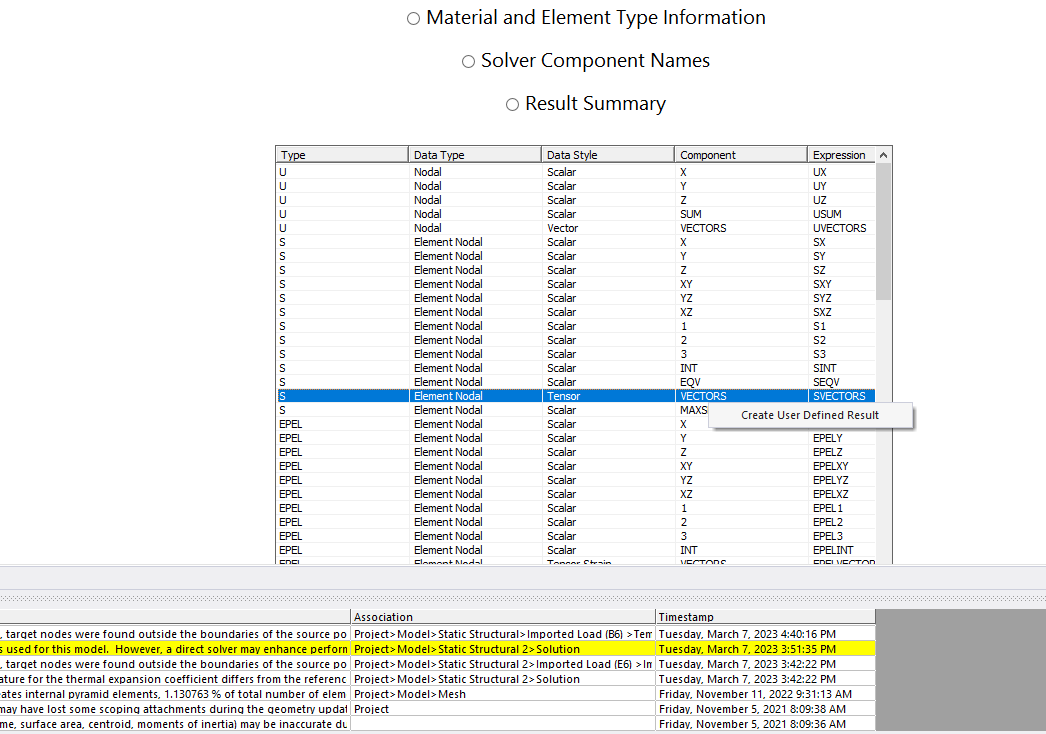 Material and Element Type Information
Solver Component Names
Result Summary
Type Data Type Data Style Component Expression
U Nodal Scalar X UX
U Nodal Scalar Y UY
U Nodal Scalar Z UZ
U Nodal Scalar SUM USUM
U Nodal Vector VECTORS UVECTORS
S Element Nodal Scalar X SX
S Element Nodal Scalar Y SY
S Element Nodal Scalar Z SZ
S Element Nodal Scalar XY SXY
S Element Nodal Scalar YZ SYZ
S Element Nodal Scalar XZ SXZ
S Element Nodal Scalar 1 S1
S Element Nodal Scalar 2 S2
S Element Nodal Scalar 3 S3
S Element Nodal Scalar INT SINT
S Element Nodal Scalar EQV SEQV
S Element Nodal Tensor VECTORS SVECTORS
S Element Nodal Scalar MAXS
Create User Defined Result
EPEL Element Nodal Scalar X
EPEL Element Nodal Scalar Y EPELY
EPEL Element Nodal Scalar Z EPELZ
EPEL Element Nodal Scalar XY EPELXY
EPEL Element Nodal Scalar YZ EPELYZ
EPEL Element Nodal Scalar XZ EPELXZ
EPEL Element Nodal Scalar 1 EPEL1
EPEL Element Nodal Scalar 2 EPEL2
EPEL Element Nodal Scalar 3 EPEL3
EPEL Element Nodal Scalar INT EPELINT
EPEL Element Nodal Tensor Strain VECTORS EPELVECTOR
Association Timestamp
, target nodes were found outside the boundaries of the source po Project>Model>Static Structural>Imported Load (B6) >Tem Tuesday, March 7, 2023 4:40:16 PM
s used for this model. However, a direct solver may enhance perform Project>Model>Static Structural 2>Solution Tuesday, March 7, 2023 3:51:35 PM
, target nodes were found outside the boundaries of the source po Project>Model>Static Structural 2>Imported Load (E6) >Im Tuesday, March 7, 2023 3:42:22 PM
ature for the thermal expansion coefficient differs from the referenc Project>Model>Static Structural 2>Solution Tuesday, March 7, 2023 3:42:22 PM
eates internal pyramid elements, 1.130763 % of total number of elem Project>Model>Mesh Friday, November 11, 2022 9:31:13 AM
may have lost some scoping attachments during the geometry updat Project Friday, November 5, 2021 8:09:38 AM
me, surface area, centroid, moments of inertia) may be inaccurate du Friday, November 5, 2021 8:09:36 AM